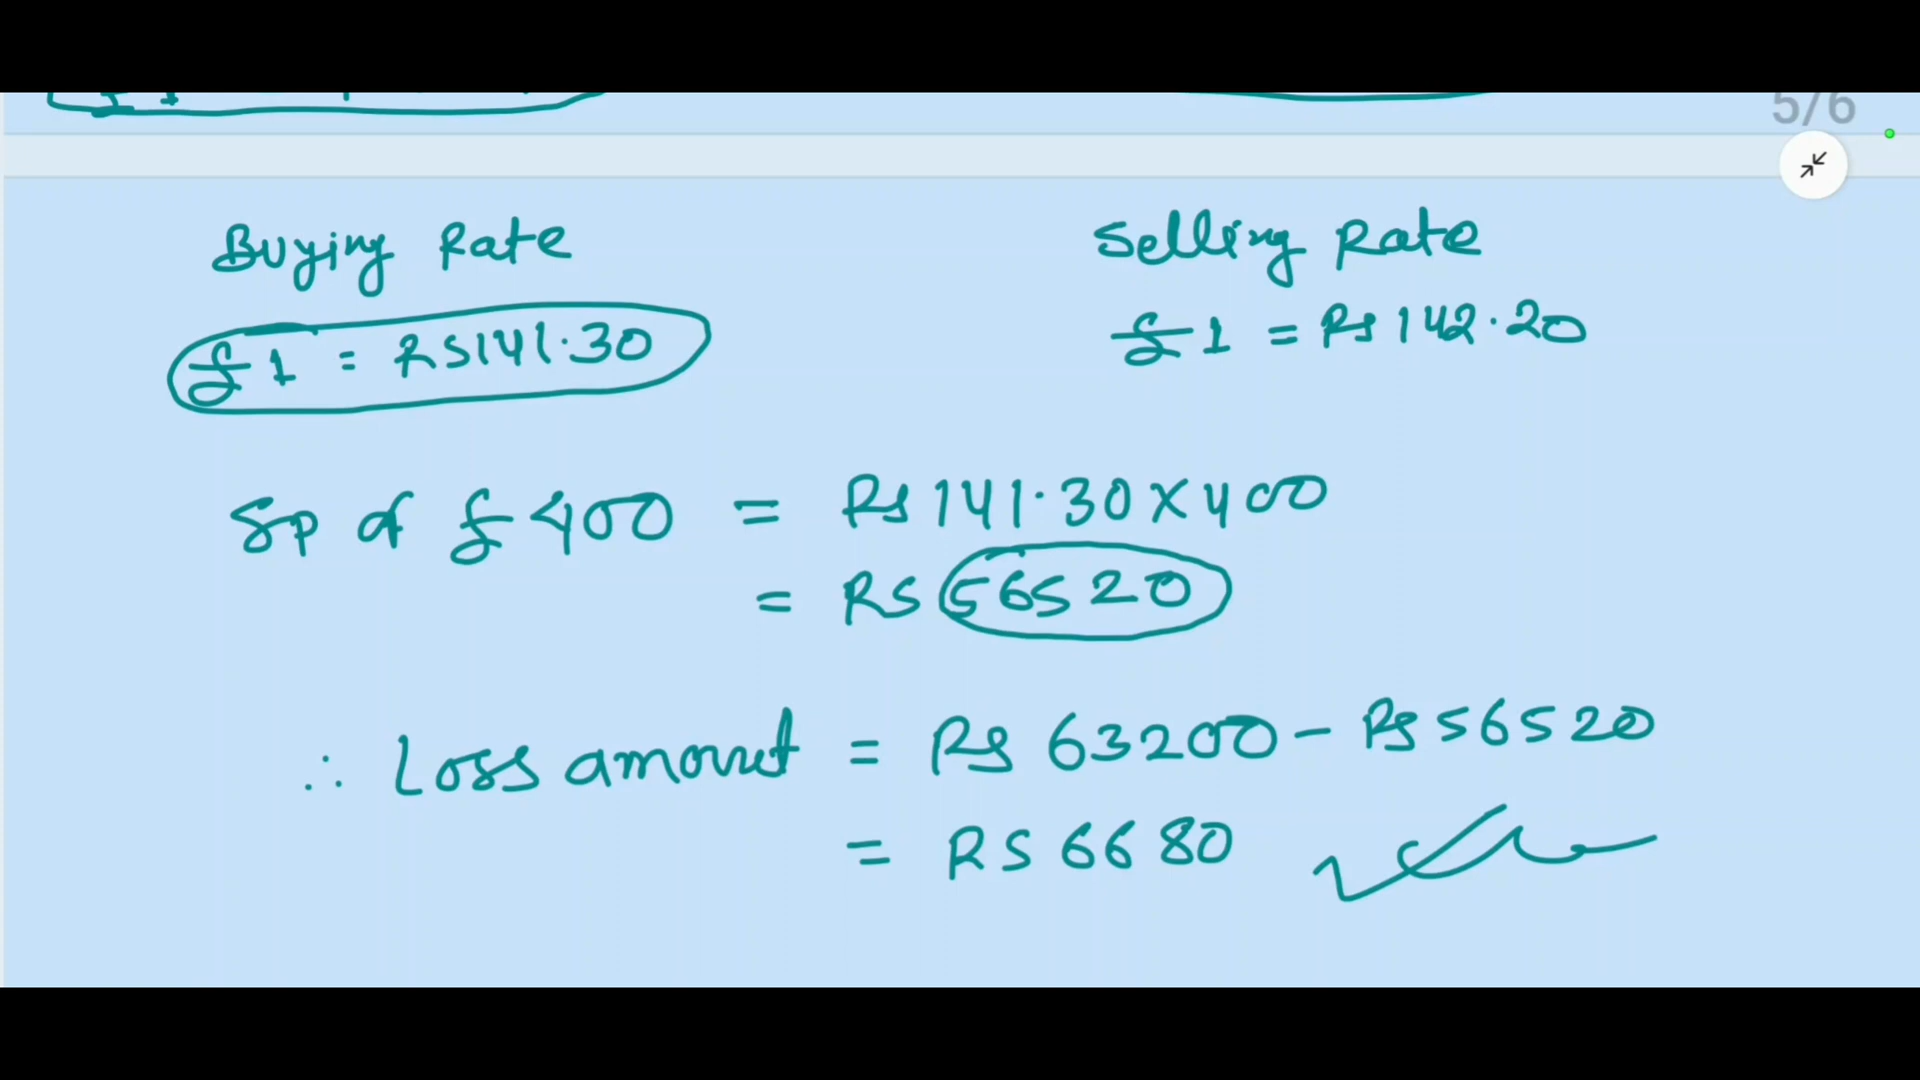 5/6
Buying Rate
Selling Rate
£1 = RS141.30
£1 = Rs 142.20
Sp of £400 = Rs 141.30 X 400
= RS 56520
∴ Loss amount = Rs 63200 - Rs 56520
= RS 6680